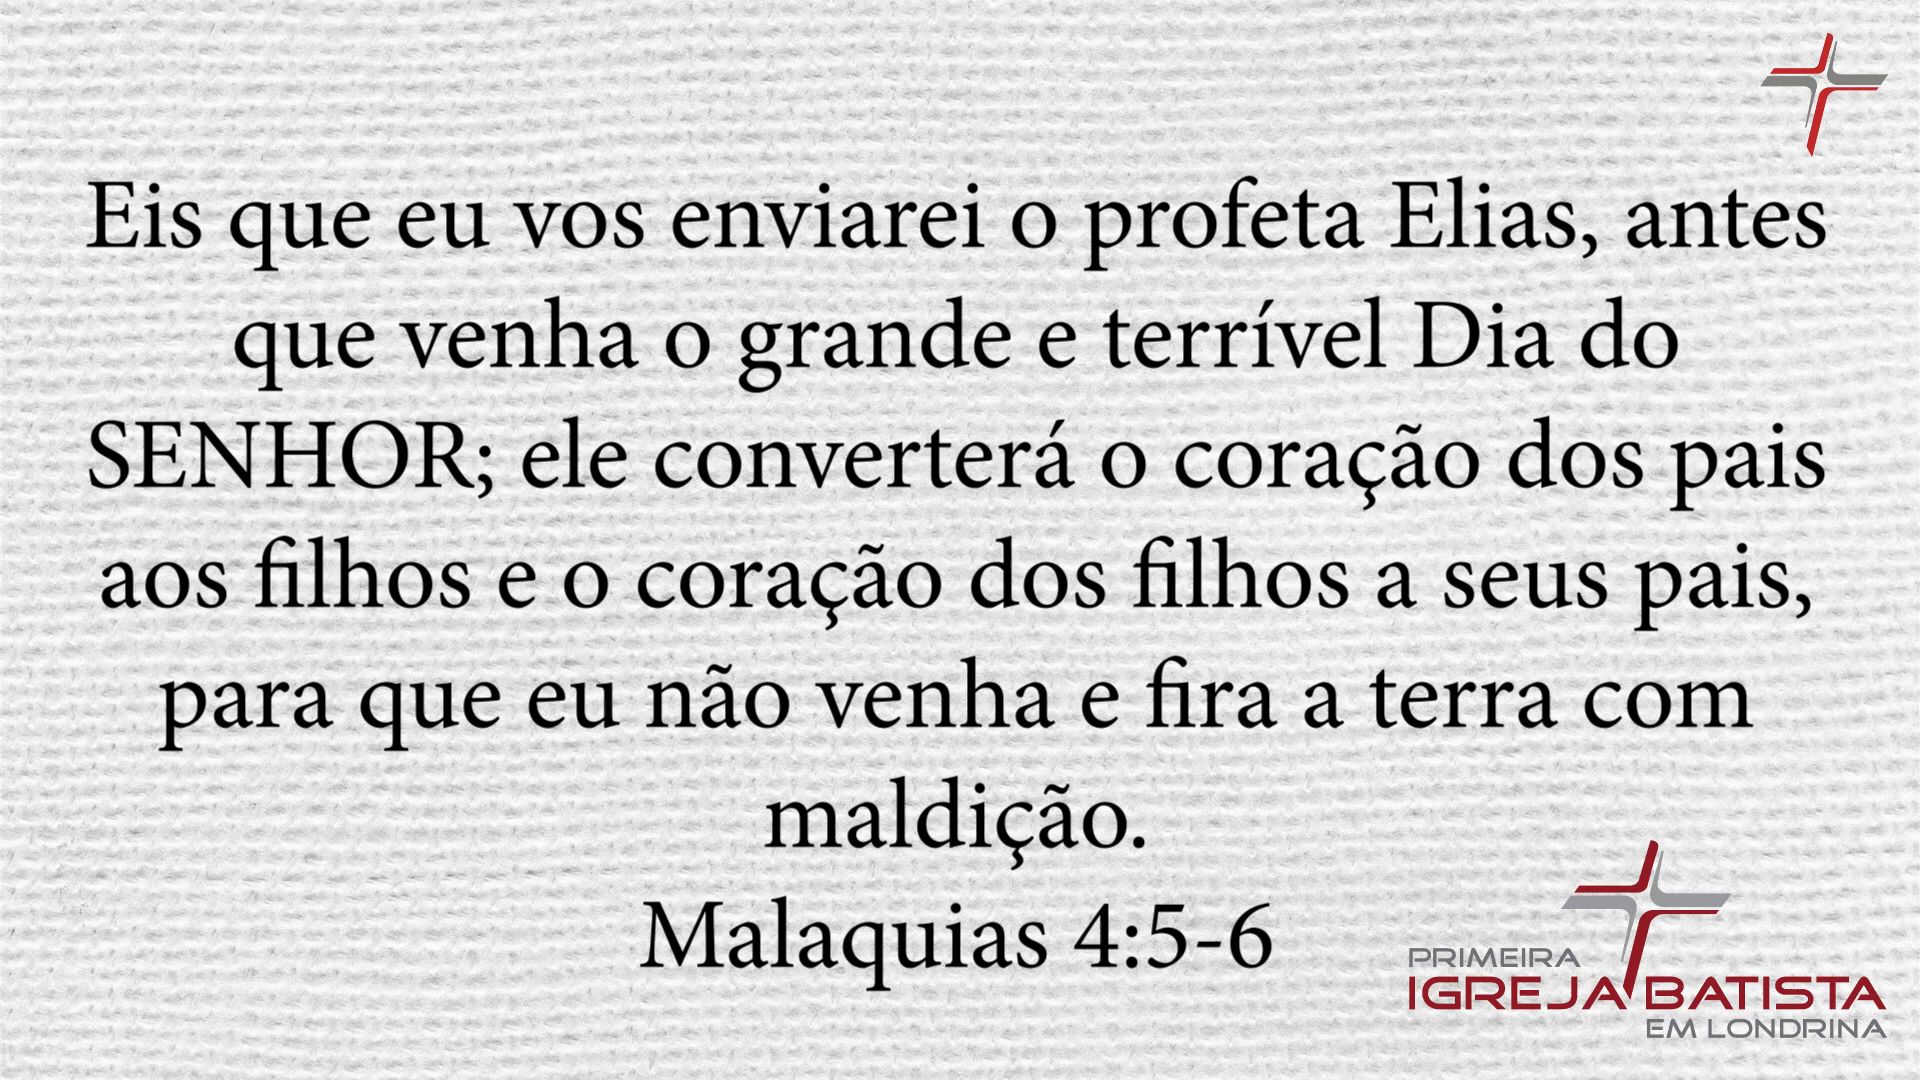 Eis que eu vos enviarei o profeta Elias, antes
que venha o grande e terrível Dia do
SENHOR; ele converterá o coração dos pais
aos filhos e o coração dos filhos a seus pais,
para que eu não venha e fira a terra com
maldição.
Malaquias 4:5-6
PRIMEIRA
IGREJA BATISTA
EM LONDRINA